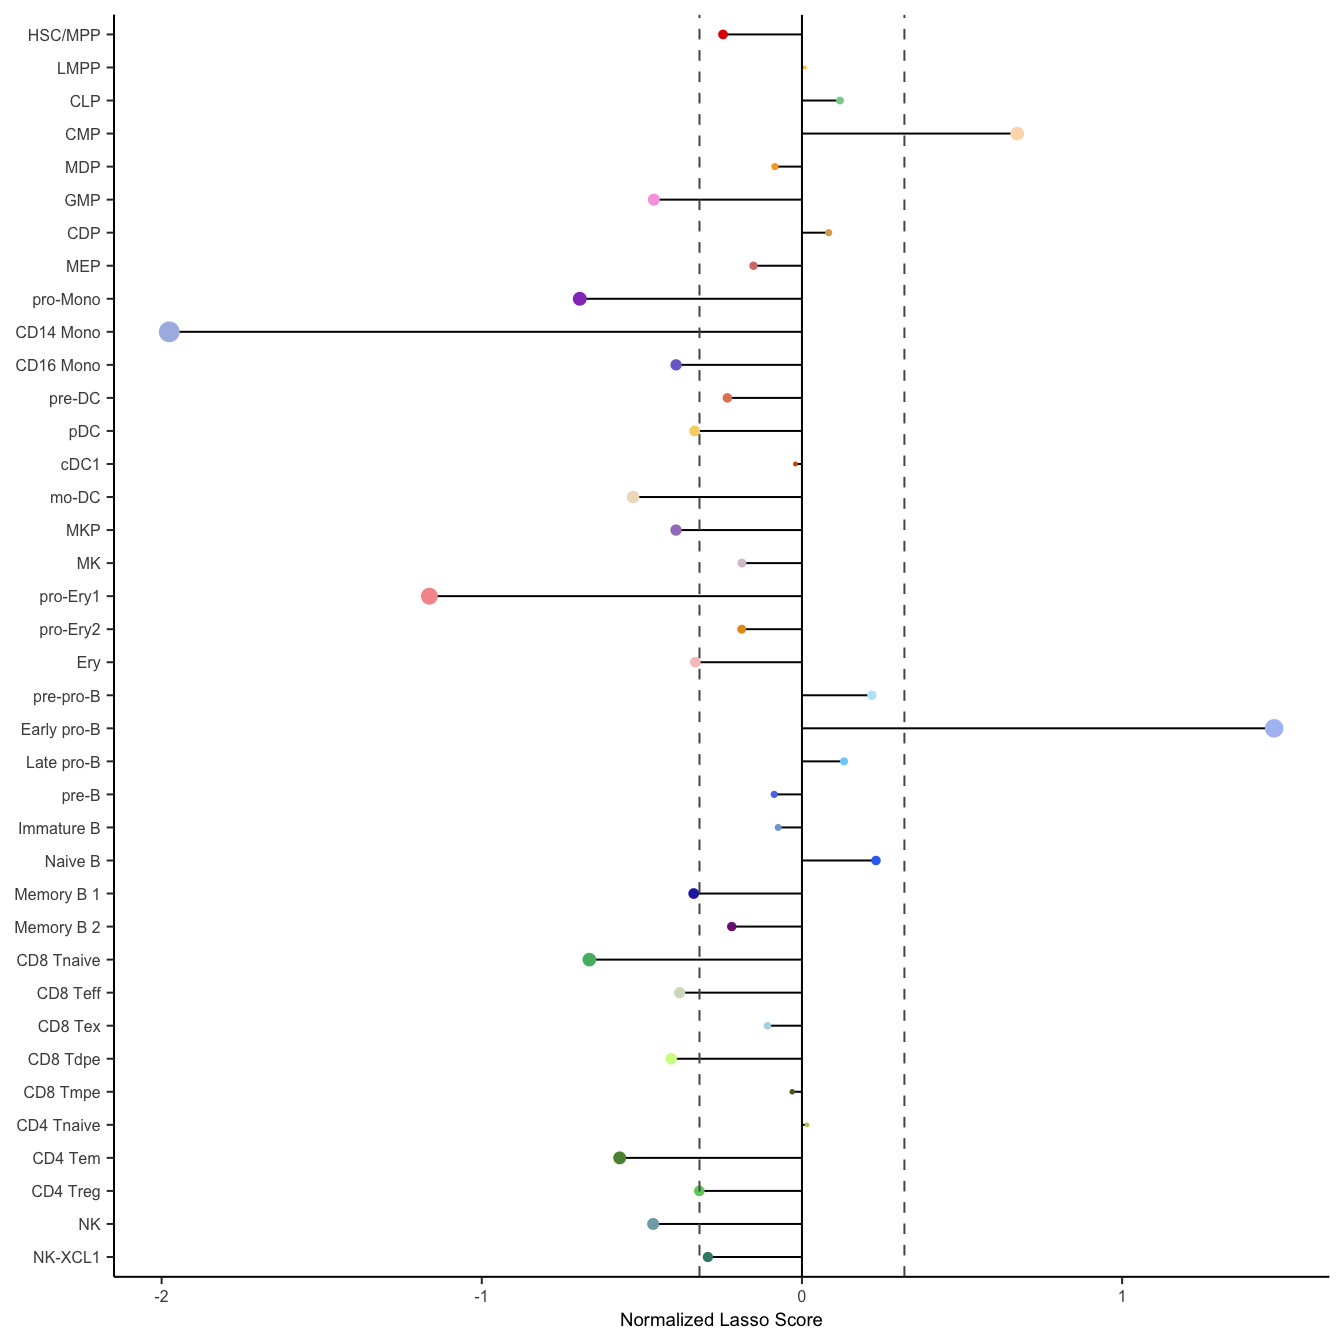 HSC/MPP
LMPP
CLP
CMP
MDP
GMP
CDP
MEP
pro-Mono
CD14 Mono
CD16 Mono
pre-DC
pDC
cDC1
mo-DC
MKP
MK
pro-Ery1
pro-Ery2
Ery
pre-pro-B
Early pro-B
Late pro-B
pre-B
Immature B
Naive B
Memory B 1
Memory B 2
CD8 Tnaive
CD8 Teff
CD8 Tex
CD8 Tdpe
CD8 Tmpe
CD4 Tnaive
CD4 Tem
CD4 Treg
NK
NK-XCL1
-2 -1 0 1
Normalized Lasso Score